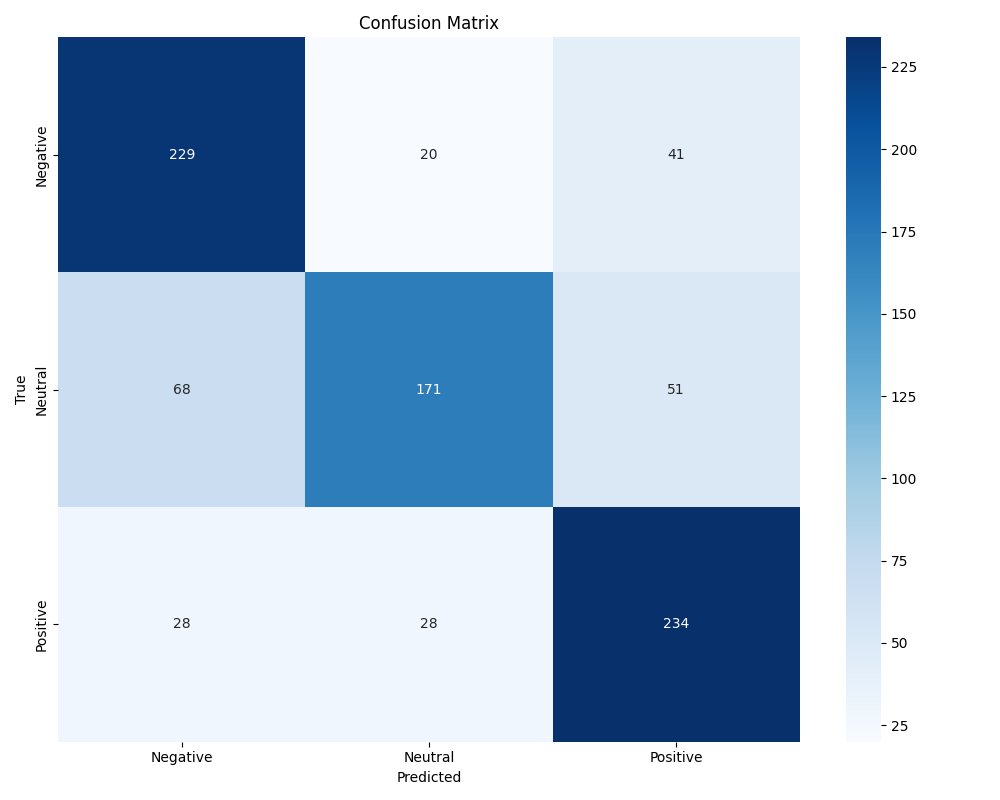 Confusion Matrix
Negative
Neutral
Positive
True
229 20 41
68 171 51
28 28 234
Negative Neutral Positive
Predicted
225
200
175
150
125
100
75
50
25